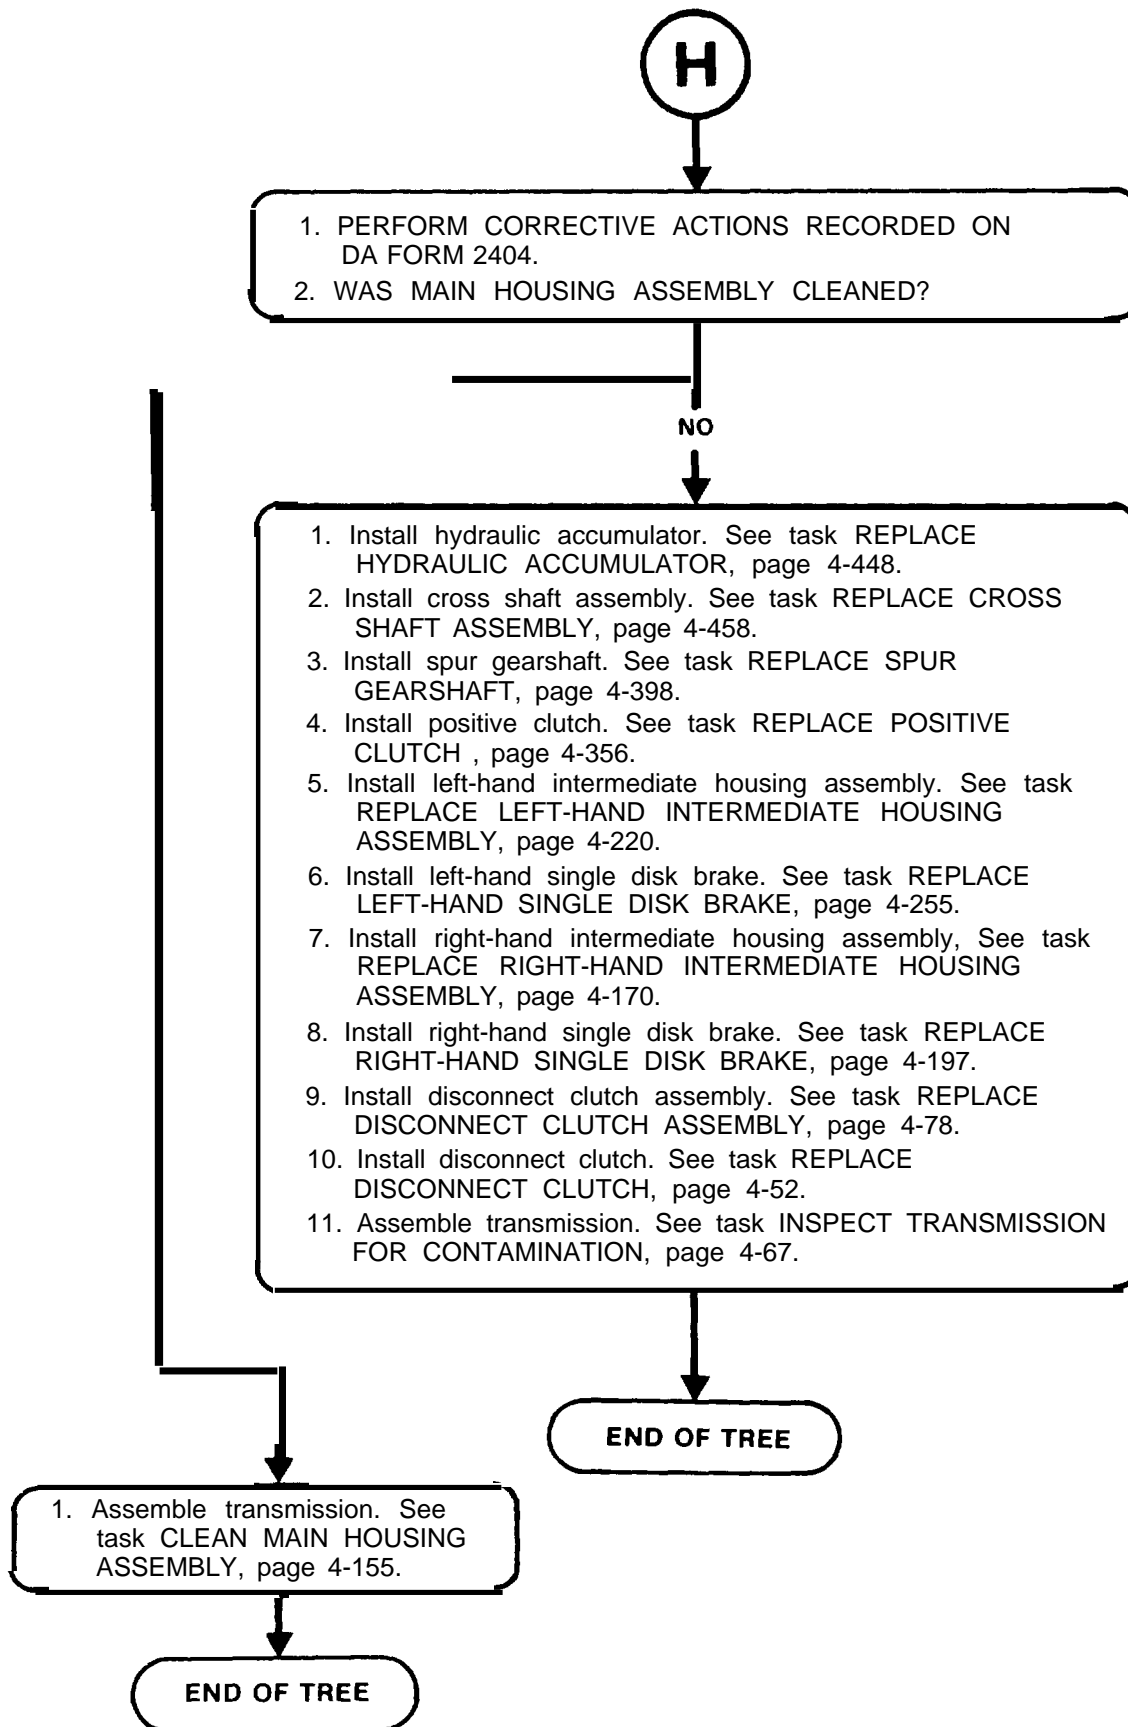 H
1. PERFORM CORRECTIVE ACTIONS RECORDED ON
DA FORM 2404.
2. WAS MAIN HOUSING ASSEMBLY CLEANED?
NO
1. Install hydraulic accumulator. See task REPLACE
HYDRAULIC ACCUMULATOR, page 4-448.
2. Install cross shaft assembly. See task REPLACE CROSS
SHAFT ASSEMBLY, page 4-458.
3. Install spur gearshaft. See task REPLACE SPUR
GEARSHAFT, page 4-398.
4. Install positive clutch. See task REPLACE POSITIVE
CLUTCH , page 4-356.
5. Install left-hand intermediate housing assembly. See task
REPLACE LEFT-HAND INTERMEDIATE HOUSING
ASSEMBLY, page 4-220.
6. Install left-hand single disk brake. See task REPLACE
LEFT-HAND SINGLE DISK BRAKE, page 4-255.
7. Install right-hand intermediate housing assembly, See task
REPLACE RIGHT-HAND INTERMEDIATE HOUSING
ASSEMBLY, page 4-170.
8. Install right-hand single disk brake. See task REPLACE
RIGHT-HAND SINGLE DISK BRAKE, page 4-197.
9. Install disconnect clutch assembly. See task REPLACE
DISCONNECT CLUTCH ASSEMBLY, page 4-78.
10. Install disconnect clutch. See task REPLACE
DISCONNECT CLUTCH, page 4-52.
11. Assemble transmission. See task INSPECT TRANSMISSION
FOR CONTAMINATION, page 4-67.
END OF TREE
1. Assemble transmission. See
task CLEAN MAIN HOUSING
ASSEMBLY, page 4-155.
END OF TREE